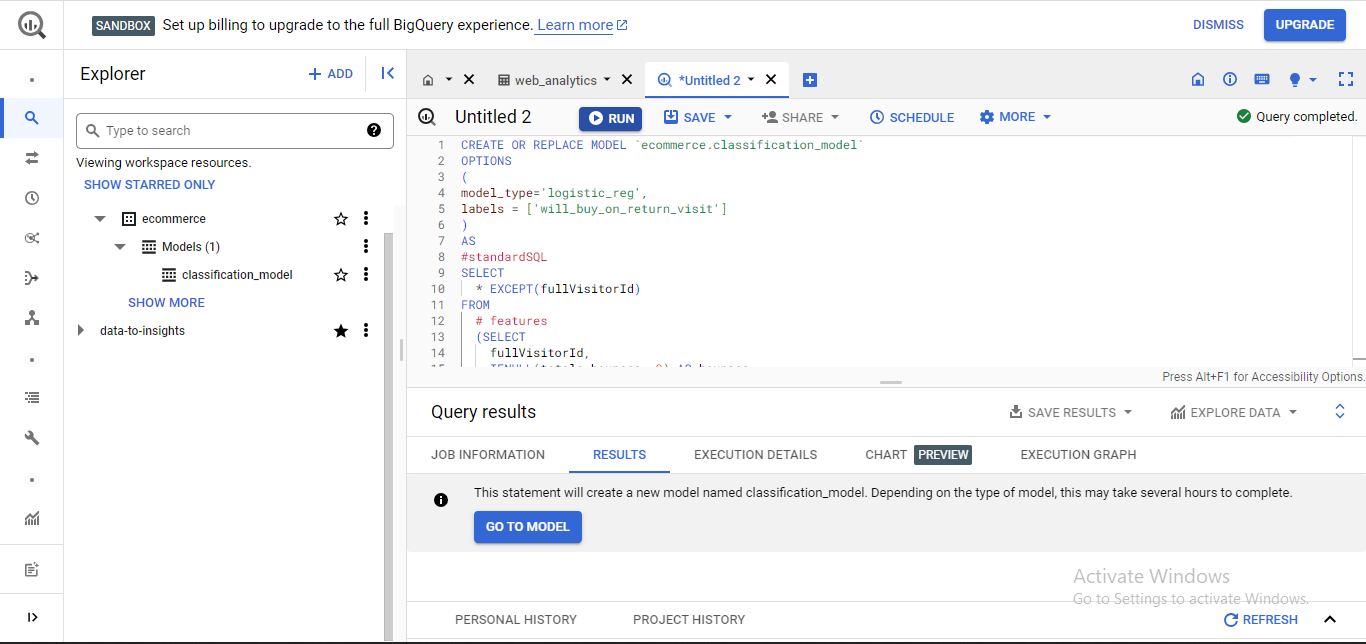 SANDBOX Set up billing to upgrade to the full BigQuery experience. Learn more DISMISS UPGRADE
Explorer + ADD
web_analytics *Untitled 2
Type to search
Viewing workspace resources.
SHOW STARRED ONLY
ecommerce
Models (1)
classification_model
SHOW MORE
data-to-insights
Untitled 2 RUN SAVE SHARE SCHEDULE MORE Query completed.
1 CREATE OR REPLACE MODEL `ecommerce.classification_model`
2 OPTIONS
3 (
4 model_type='logistic_reg',
5 labels = ['will_buy_on_return_visit']
6 )
7 AS
8 #standardSQL
9 SELECT
10 * EXCEPT(fullVisitorId)
11 FROM
12 # features
13 (SELECT
14 fullVisitorId,
15 IFNULL(totals.bounces, 0) AS bounces,
Press Alt+F1 for Accessibility Options.
Query results SAVE RESULTS EXPLORE DATA
JOB INFORMATION RESULTS EXECUTION DETAILS CHART PREVIEW EXECUTION GRAPH
This statement will create a new model named classification_model. Depending on the type of model, this may take several hours to complete.
GO TO MODEL
Activate Windows
Go to Settings to activate Windows.
PERSONAL HISTORY PROJECT HISTORY REFRESH